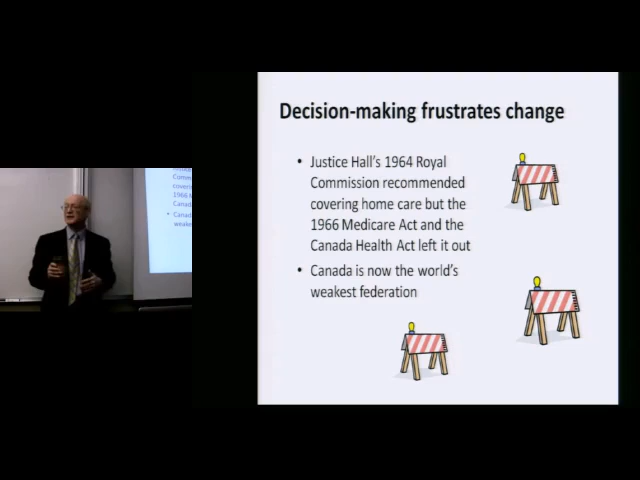 Decision-making frustrates change
• Justice Hall's 1964 Royal
Commission recommended
covering home care but the
1966 Medicare Act and the
Canada Health Act left it out
• Canada is now the world's
weakest federation